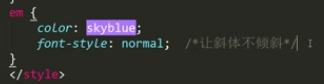 em {
color: skyblue;
font-style: normal; /*让斜体不倾斜*/
}
</style>